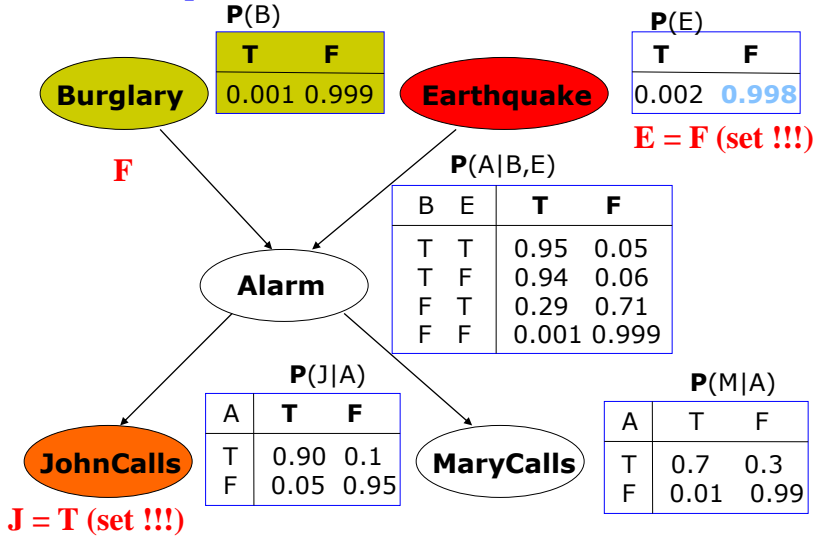 P(B)
T F
0.001 0.999
Burglary
P(E)
T F
0.002 0.998
Earthquake
E = F (set !!!)
F
P(A|B,E)
B E T F
T T 0.95 0.05
T F 0.94 0.06
F T 0.29 0.71
F F 0.001 0.999
Alarm
P(J|A)
A T F
T 0.90 0.1
F 0.05 0.95
P(M|A)
A T F
T 0.7 0.3
F 0.01 0.99
JohnCalls
MaryCalls
J = T (set !!!)